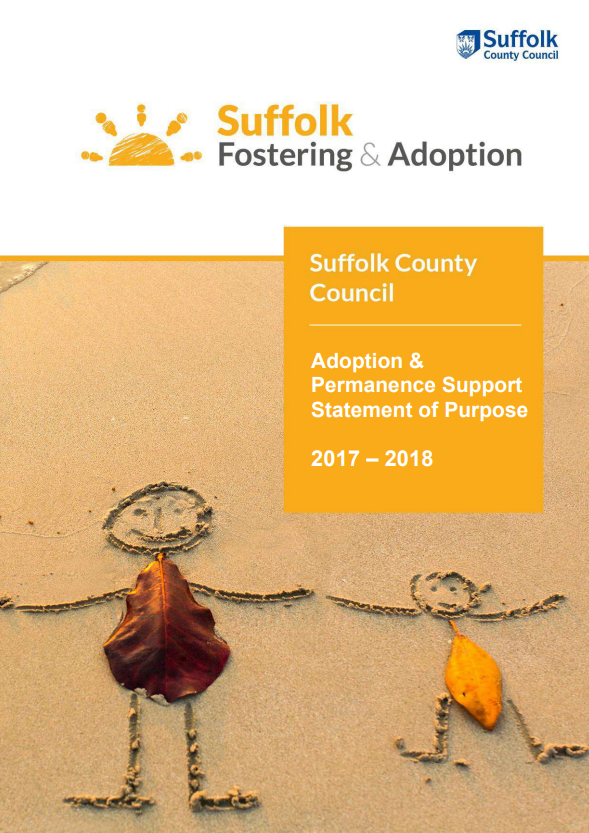 Suffolk
County Council
Suffolk
Fostering & Adoption
Suffolk County
Council
Adoption &
Permanence Support
Statement of Purpose
2017 – 2018